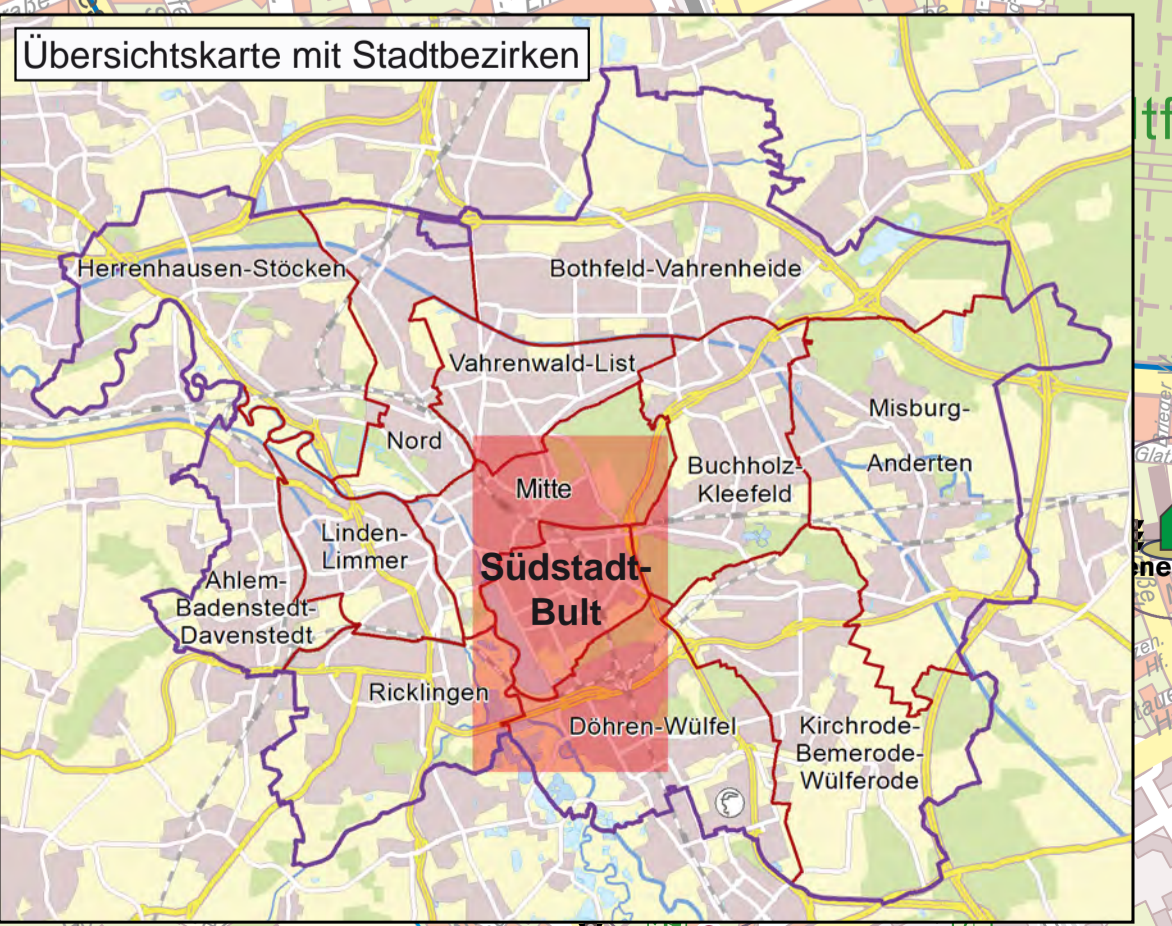 Übersichtskarte mit Stadtbezirken
Herrenhausen-Stöcken
Bothfeld-Vahrenheide
Vahrenwald-List
Misburg-
Anderten
Nord
Buchholz-
Kleefeld
Mitte
Linden-
Limmer
Südstadt-
Bult
Ahlem-
Badenstedt-
Davenstedt
Ricklingen
Döhren-Wülfel
Kirchrode-
Bemerode-
Wülferode